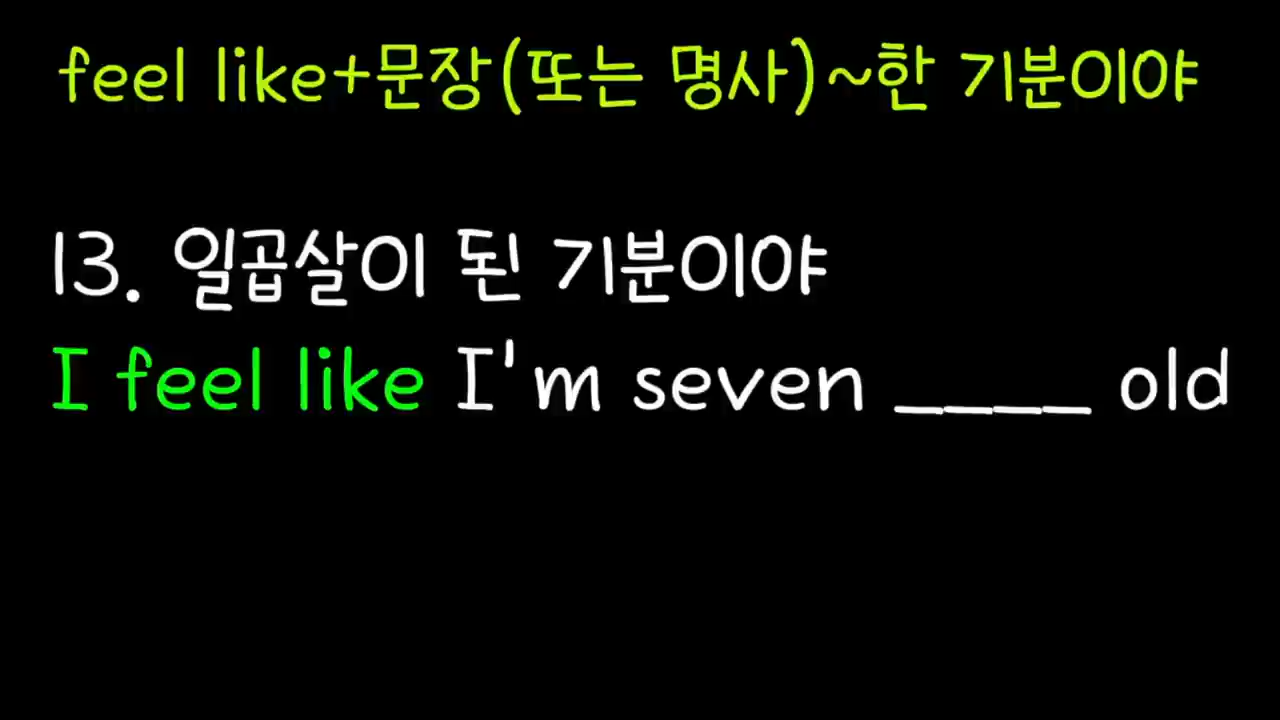 feel like+문장(또는 명사)~한 기분이야
13. 일곱살이 된 기분이야
I feel like I'm seven ____ old